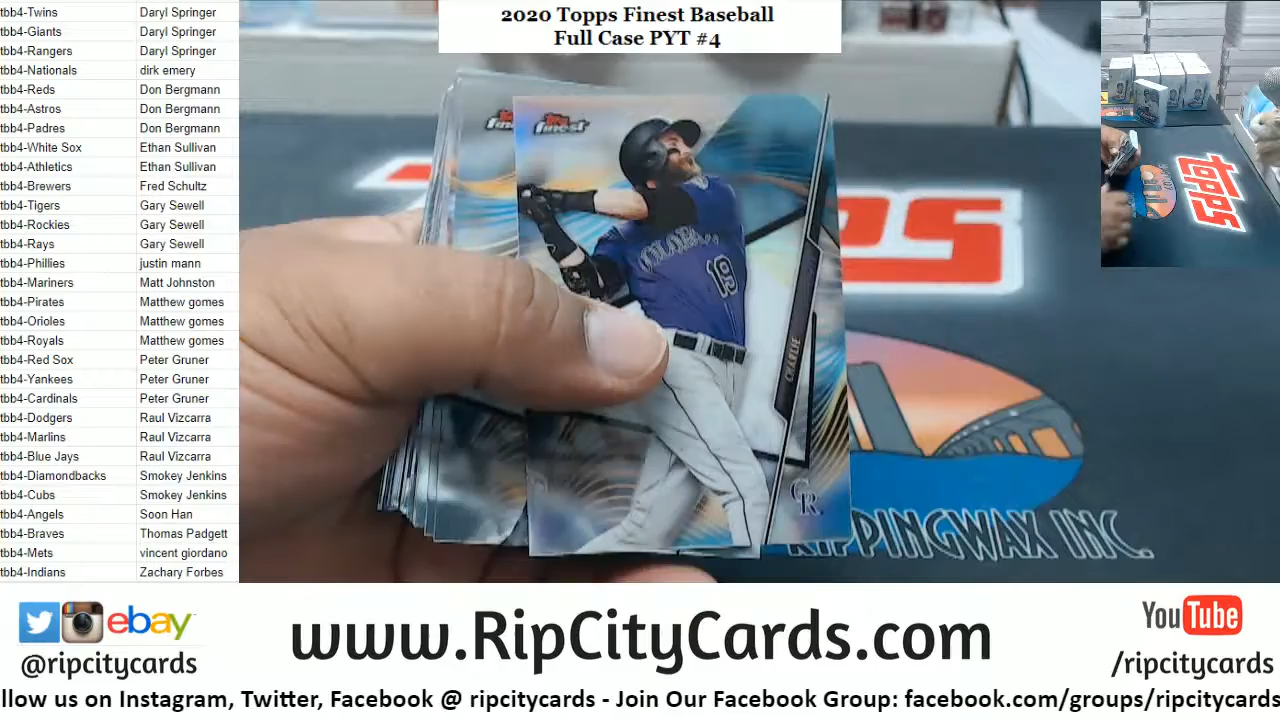 tbb4-Twins Daryl Springer
tbb4-Giants Daryl Springer
tbb4-Rangers Daryl Springer
tbb4-Nationals dirk emery
tbb4-Reds Don Bergmann
tbb4-Astros Don Bergmann
tbb4-Padres Don Bergmann
tbb4-White Sox Ethan Sullivan
tbb4-Athletics Ethan Sullivan
tbb4-Brewers Fred Schultz
tbb4-Tigers Gary Sewell
tbb4-Rockies Gary Sewell
tbb4-Rays Gary Sewell
tbb4-Phillies justin mann
tbb4-Mariners Matt Johnston
tbb4-Pirates Matthew gomes
tbb4-Orioles Matthew gomes
tbb4-Royals Matthew gomes
tbb4-Red Sox Peter Gruner
tbb4-Yankees Peter Gruner
tbb4-Cardinals Peter Gruner
tbb4-Dodgers Raul Vizcarra
tbb4-Marlins Raul Vizcarra
tbb4-Blue Jays Raul Vizcarra
tbb4-Diamondbacks Smokey Jenkins
tbb4-Cubs Smokey Jenkins
tbb4-Angels Soon Han
tbb4-Braves Thomas Padgett
tbb4-Mets vincent giordano
tbb4-Indians Zachary Forbes
2020 Topps Finest Baseball
Full Case PYT #4
finest
19
CHARLIE
CR
topps
RIPPINGWAX INC.
ebay
@ripcitycards
www.RipCityCards.com
YouTube
/ripcitycards
llow us on Instagram, Twitter, Facebook @ ripcitycards - Join Our Facebook Group: facebook.com/groups/ripcitycards